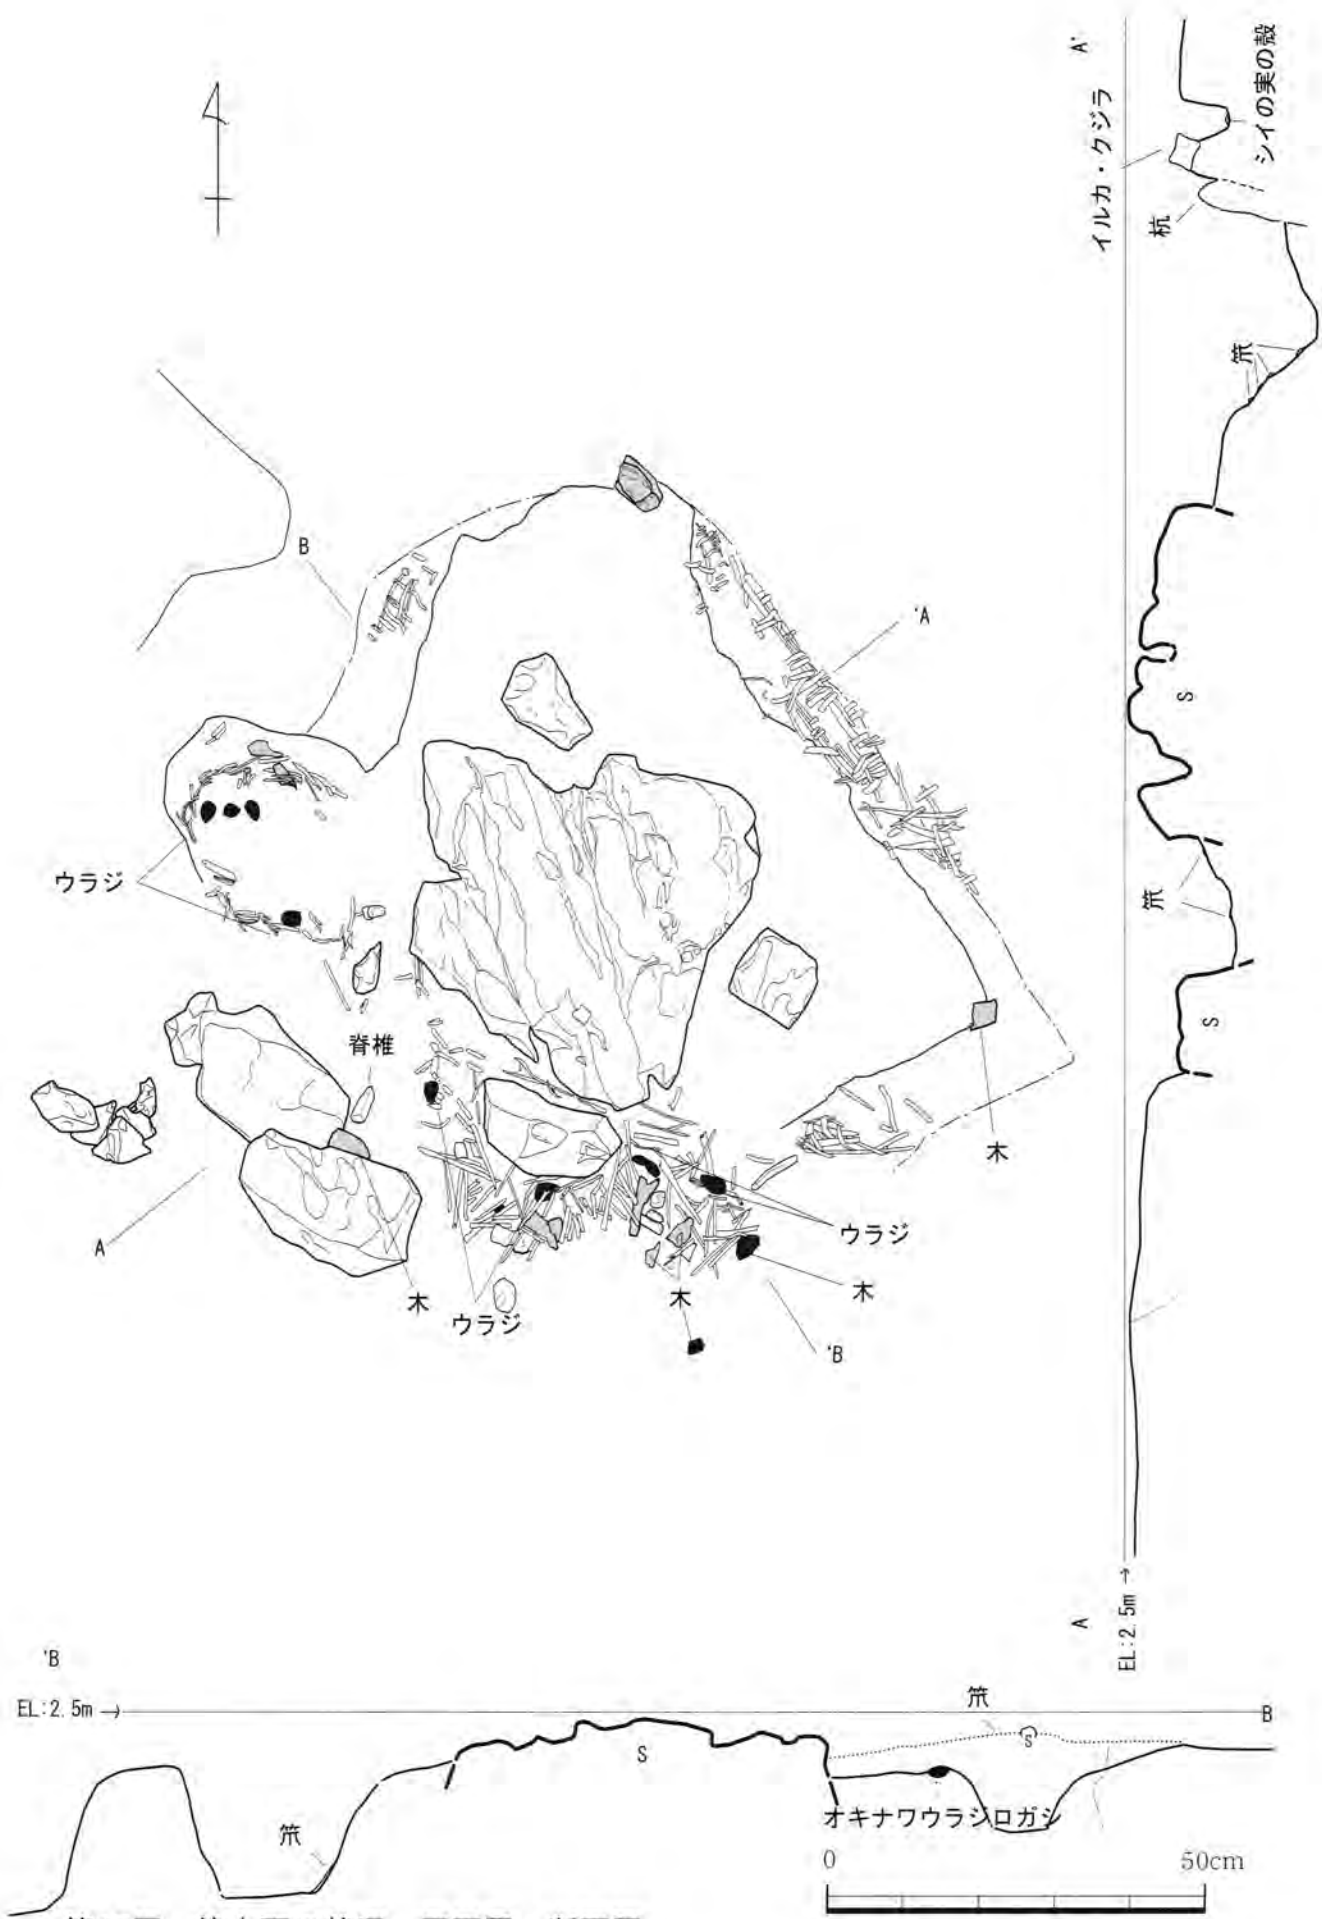 A'
シイの実の殻
イルカ・クジラ
杭
笊
B
'A
S
笊
ウラジ
脊椎
S
木
A
ウラジ
木
木
木
ウラジ
'B
A
EL:2.5m →
'B
EL:2.5m →
笊
B
S
S
笊
オキナワウラジロガシ
0 50cm